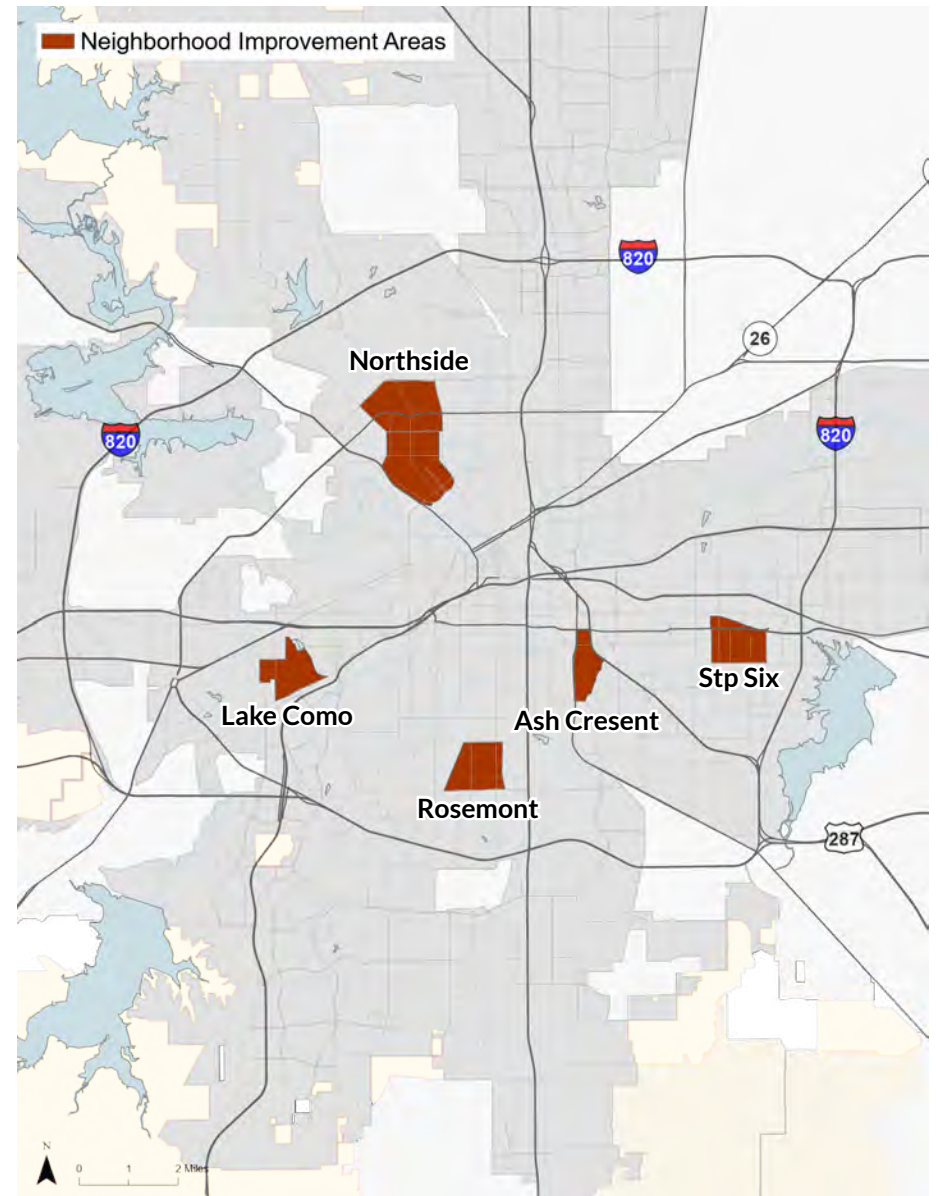 Neighborhood Improvement Areas
820
26
Northside
820
820
Stp Six
Lake Como
Ash Cresent
Rosemont
287
N
0 1 2 Miles